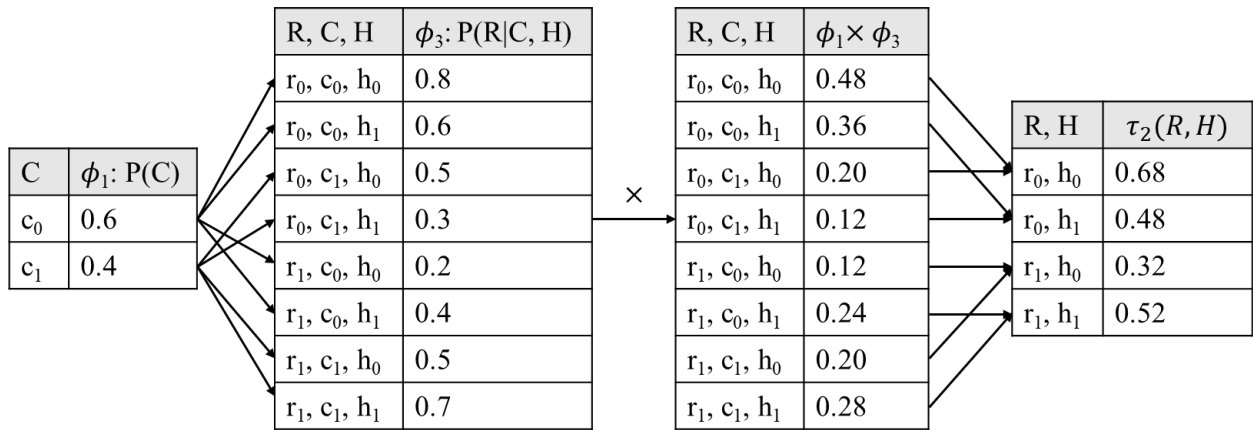 C ϕ₁: P(C)
c₀ 0.6
c₁ 0.4
R, C, H ϕ₃: P(R|C, H)
r₀, c₀, h₀ 0.8
r₀, c₀, h₁ 0.6
r₀, c₁, h₀ 0.5
r₀, c₁, h₁ 0.3
r₁, c₀, h₀ 0.2
r₁, c₀, h₁ 0.4
r₁, c₁, h₀ 0.5
r₁, c₁, h₁ 0.7
×
R, C, H ϕ₁× ϕ₃
r₀, c₀, h₀ 0.48
r₀, c₀, h₁ 0.36
r₀, c₁, h₀ 0.20
r₀, c₁, h₁ 0.12
r₁, c₀, h₀ 0.12
r₁, c₀, h₁ 0.24
r₁, c₁, h₀ 0.20
r₁, c₁, h₁ 0.28
R, H τ₂(R, H)
r₀, h₀ 0.68
r₀, h₁ 0.48
r₁, h₀ 0.32
r₁, h₁ 0.52